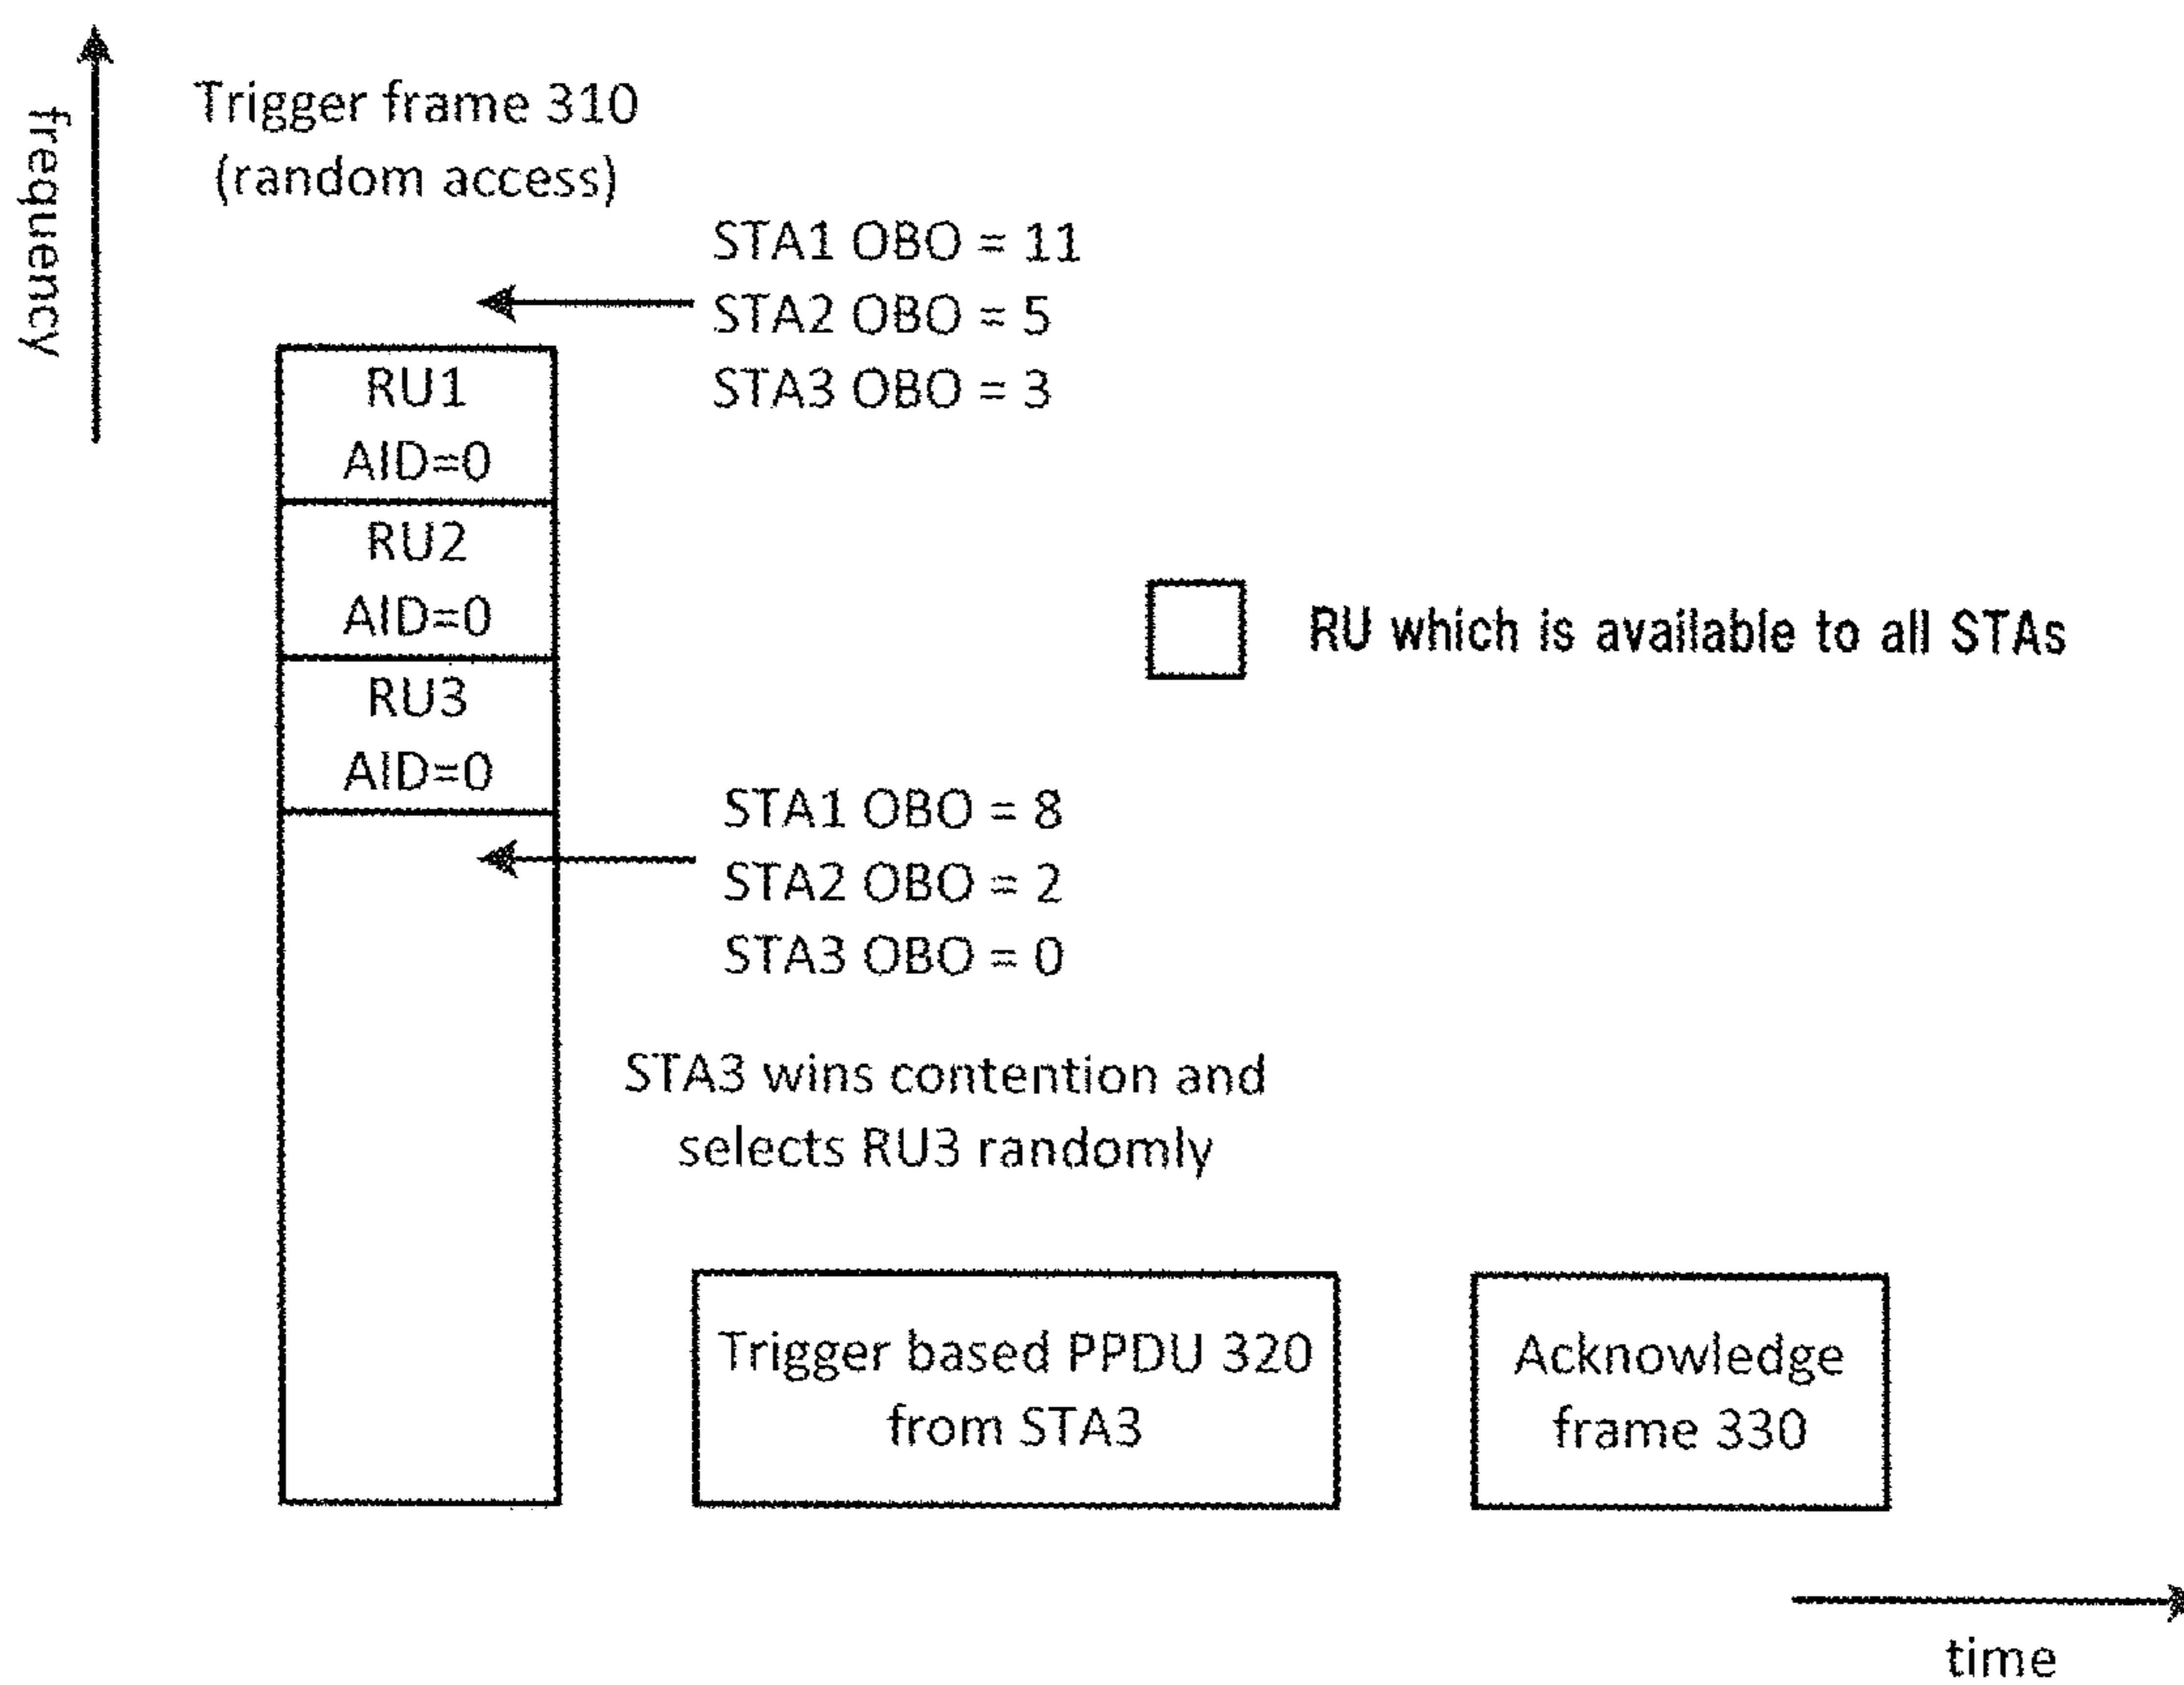 frequency
Trigger frame 310
(random access)
STA1 OBO = 11
STA2 OBO = 5
STA3 OBO = 3
RU1
AID=0
RU2
AID=0
RU3
AID=0
RU which is available to all STAs
STA1 OBO = 8
STA2 OBO = 2
STA3 OBO = 0
STA3 wins contention and
selects RU3 randomly
Trigger based PPDU 320
from STA3
Acknowledge
frame 330
time